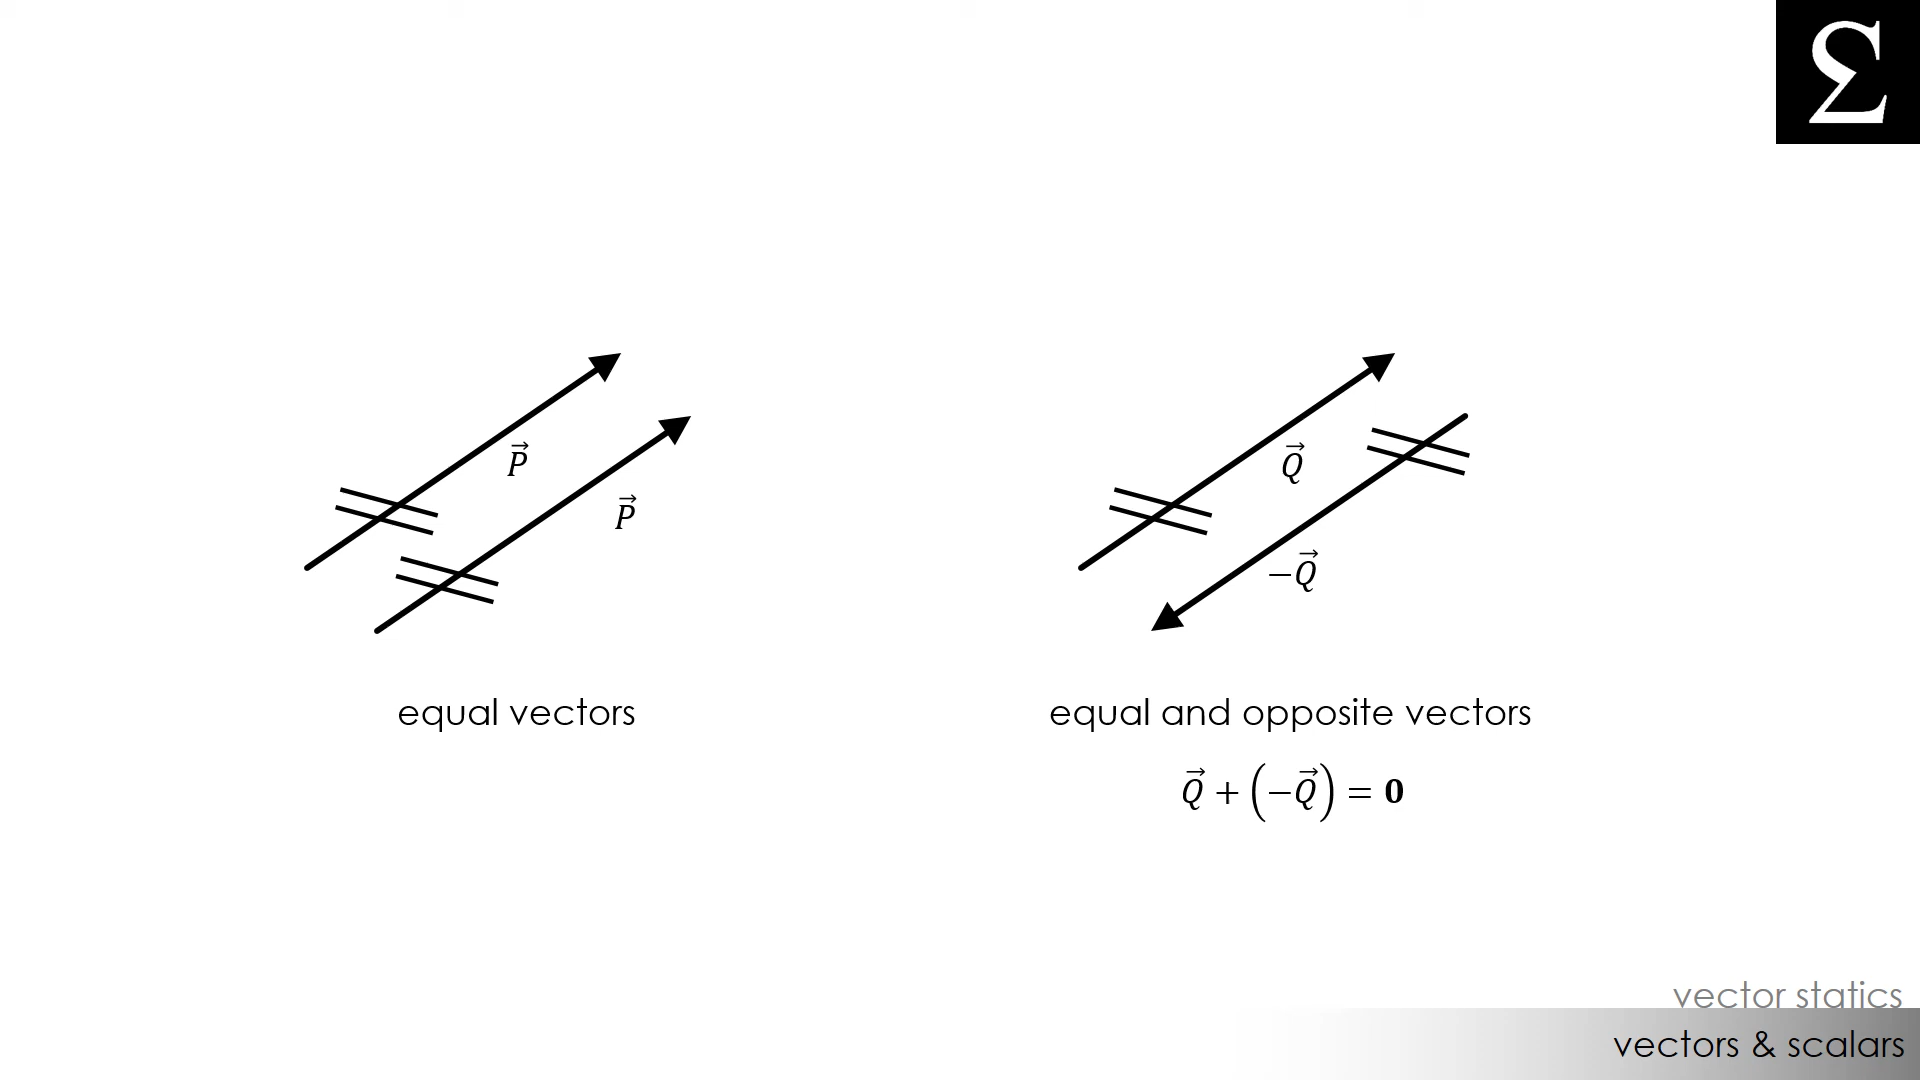 Σ
P⃗
P⃗
equal vectors
Q⃗
−Q⃗
equal and opposite vectors
Q⃗ + (−Q⃗) = 𝟎
vector statics
vectors & scalars